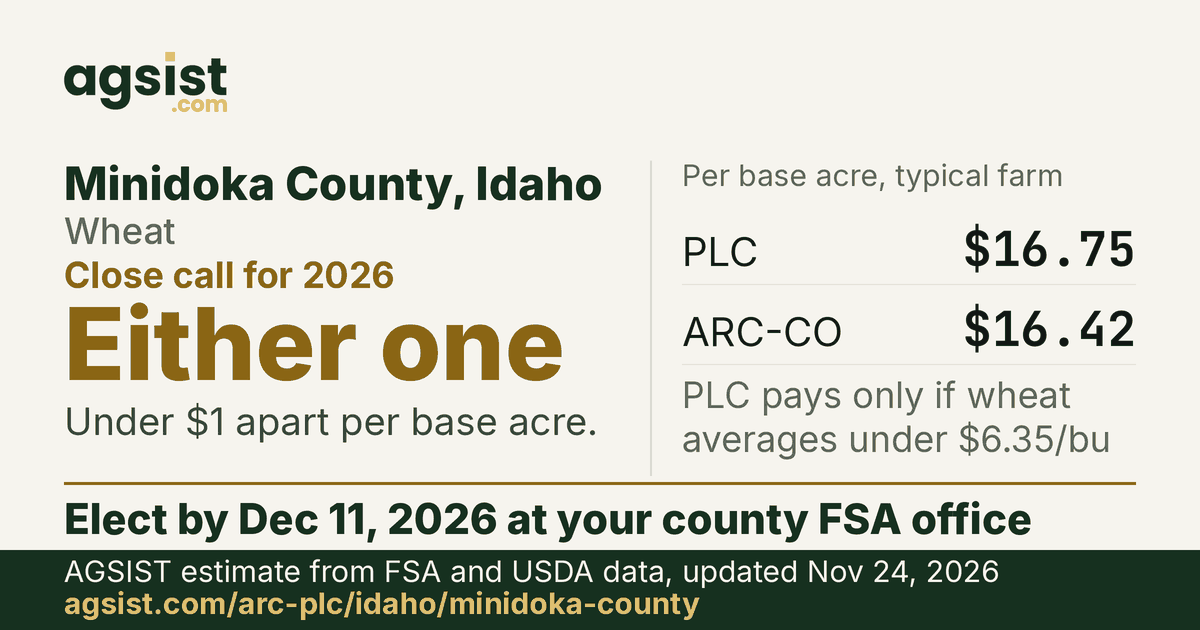 agsist
.com
Minidoka County, Idaho
Wheat
Close call for 2026
Either one
Under $1 apart per base acre.
Per base acre, typical farm
PLC $16.75
ARC-CO $16.42
PLC pays only if wheat
averages under $6.35/bu
Elect by Dec 11, 2026 at your county FSA office
AGSIST estimate from FSA and USDA data, updated Nov 24, 2026
agsist.com/arc-plc/idaho/minidoka-county